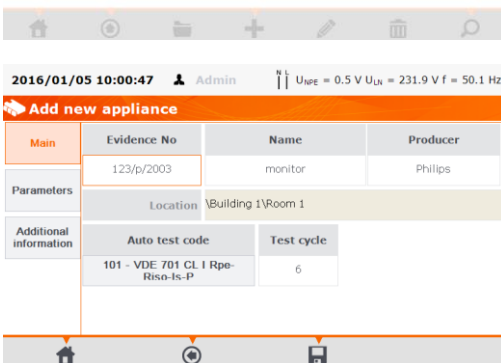 2016/01/05 10:00:47 Admin N L UNPE = 0.5 V ULN = 231.9 V f = 50.1 Hz
Add new appliance
Main
Evidence No Name Producer
123/p/2003 monitor Philips
Parameters
Location \Building 1\Room 1
Additional
information
Auto test code Test cycle
101 - VDE 701 CL I Rpe-
Riso-Is-P
6